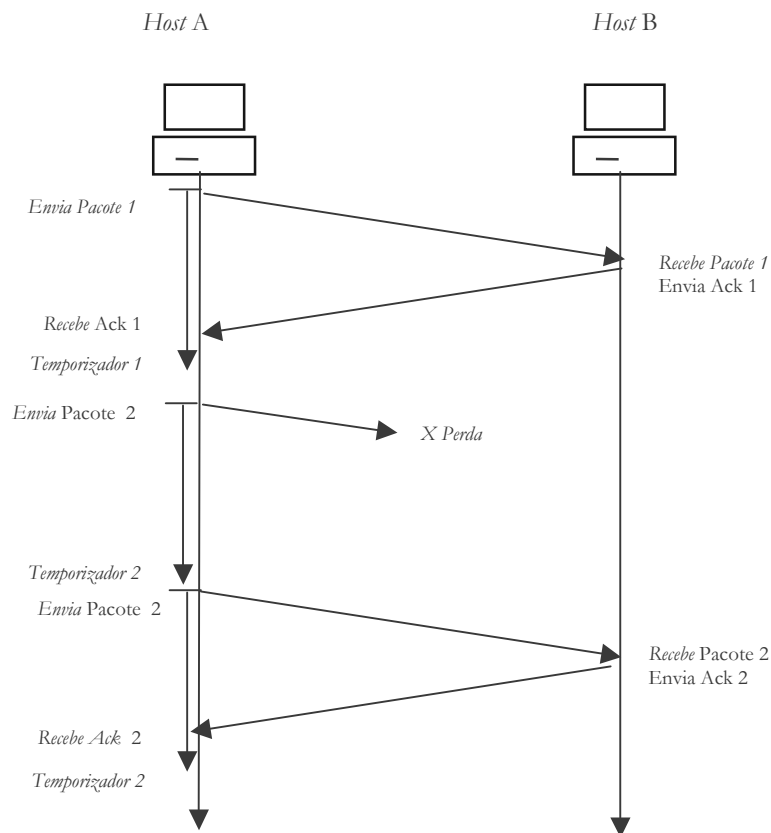 Host A
Host B
Envia Pacote 1
Recebe Pacote 1
Envia Ack 1
Recebe Ack 1
Temporizador 1
Envia Pacote 2
X Perda
Temporizador 2
Envia Pacote 2
Recebe Pacote 2
Envia Ack 2
Recebe Ack 2
Temporizador 2